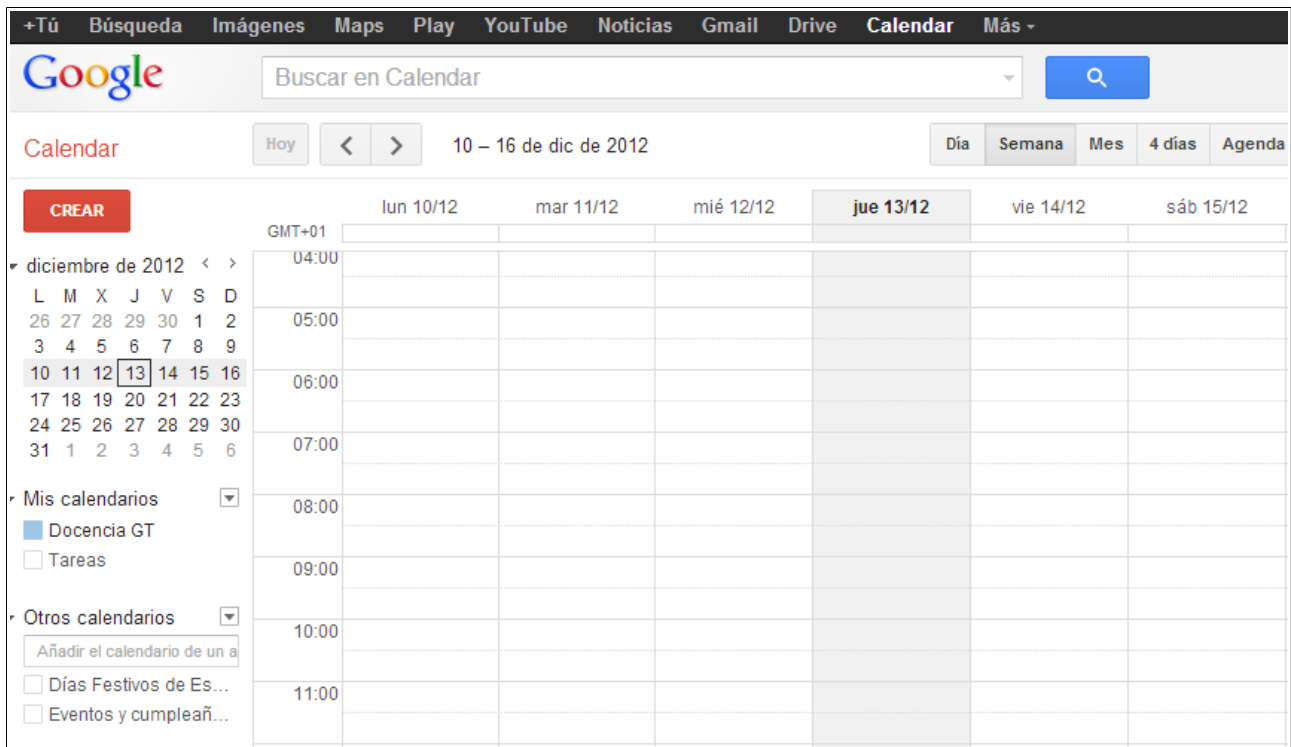 +Tú Búsqueda Imágenes Maps Play YouTube Noticias Gmail Drive Calendar Más
Google
Buscar en Calendar
Calendar
Hoy
10 – 16 de dic de 2012
Día Semana Mes 4 días Agenda
CREAR
diciembre de 2012
L M X J V S D
26 27 28 29 30 1 2
3 4 5 6 7 8 9
10 11 12 13 14 15 16
17 18 19 20 21 22 23
24 25 26 27 28 29 30
31 1 2 3 4 5 6
Mis calendarios
Docencia GT
Tareas
Otros calendarios
Añadir el calendario de un a
Días Festivos de Es...
Eventos y cumpleañ...
lun 10/12 mar 11/12 mié 12/12 jue 13/12 vie 14/12 sáb 15/12
GMT+01
04:00
05:00
06:00
07:00
08:00
09:00
10:00
11:00